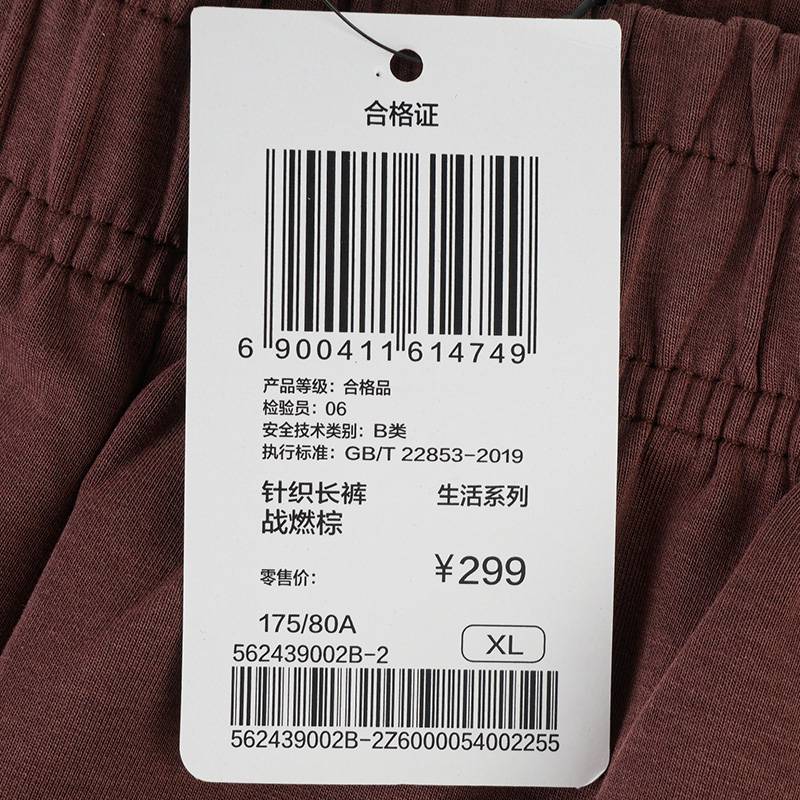 合格证
6 900411 614749
产品等级：合格品
检验员：06
安全技术类别：B类
执行标准：GB/T 22853-2019
针织长裤 生活系列
战燃棕
零售价： ¥299
175/80A XL
562439002B-2
562439002B-2Z6000054002255